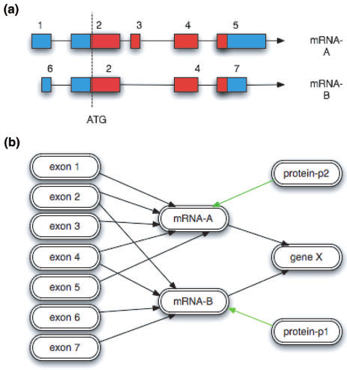 (a)
1 2 3 4 5 mRNA-
A
6 2 4 7 mRNA-
B
ATG
(b)
exon 1
exon 2
exon 3
exon 4
exon 5
exon 6
exon 7
mRNA-A
mRNA-B
protein-p2
gene X
protein-p1